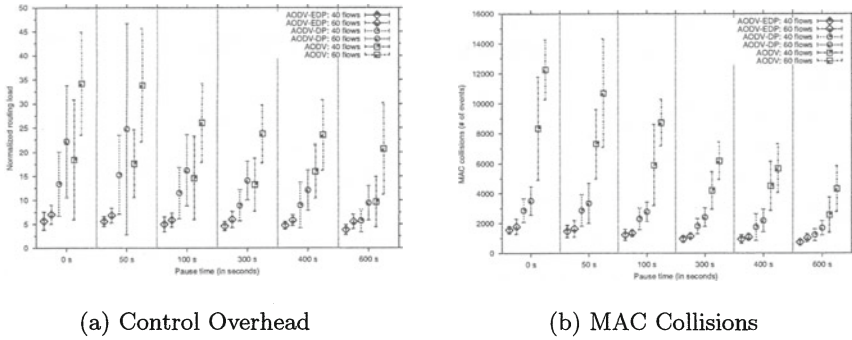 AODV-EDP: 40 flows
AODV-EDP: 60 flows
AODV-DP: 40 flows
AODV-DP: 60 flows
AODV: 40 flows
AODV: 60 flows
50
45
40
35
30
25
20
15
10
5
0
Normalized routing load
0 s 50 s 100 s 300 s 400 s 600 s
Pause time (in seconds)
(a) Control Overhead
AODV-EDP: 40 flows
AODV-EDP: 60 flows
AODV-DP: 40 flows
AODV-DP: 60 flows
AODV: 40 flows
AODV: 60 flows
16000
14000
12000
10000
8000
6000
4000
2000
0
MAC collisions (# of events)
0 s 50 s 100 s 300 s 400 s 600 s
Pause time (in seconds)
(b) MAC Collisions